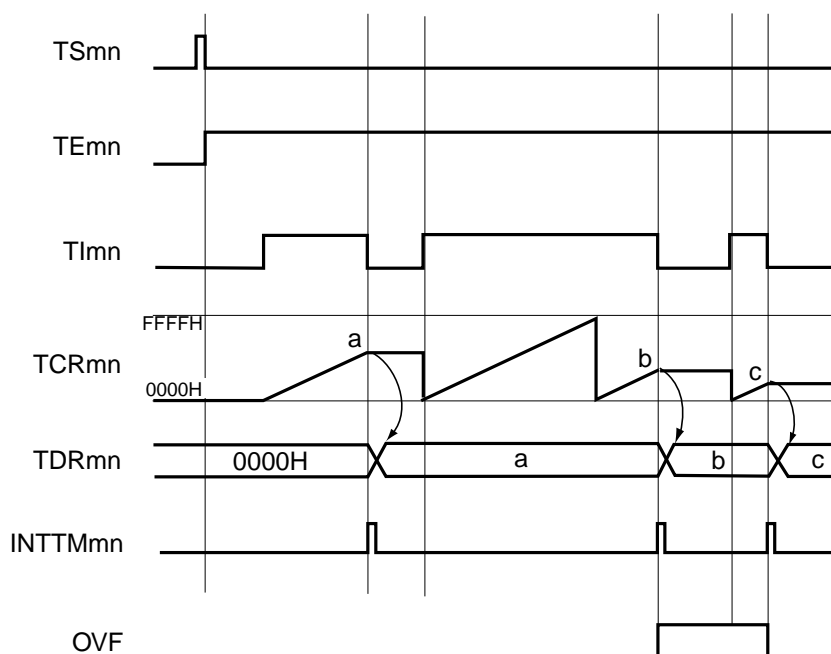 TSmn
TEmn
TImn
FFFFH
a
b
c
TCRmn
0000H
TDRmn
0000H
a
b
c
INTTMmn
OVF